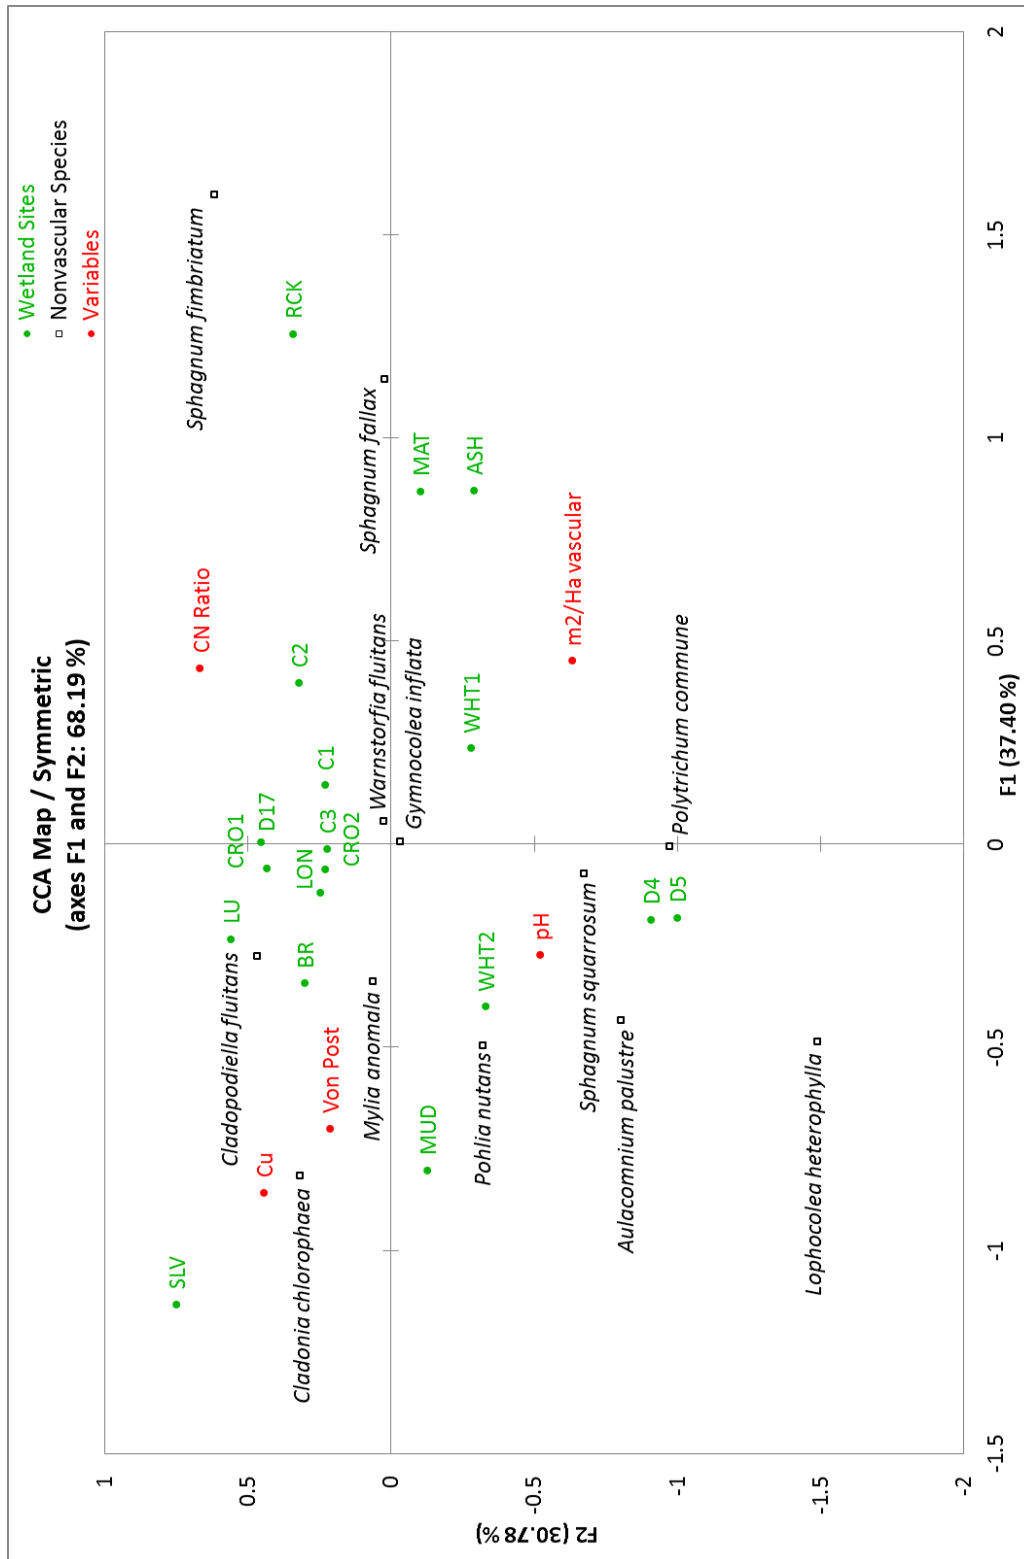 CCA Map / Symmetric
(axes F1 and F2: 68.19 %)
Wetland Sites
Nonvascular Species
Variables
1
0.5
0
-0.5
-1
-1.5
-2
F2 (30.78 %)
-1.5
-1
-0.5
0
0.5
1
1.5
2
F1 (37.40 %)
SLV
Cu
Cladonia chlorophaea
Von Post
Cladopodiella fluitans
LU
BR
CRO1
D17
LON
C3
CRO2
C1
C2
CN Ratio
Sphagnum fimbriatum
RCK
Mylia anomala
Warnstorfia fluitans
Gymnocolea inflata
Sphagnum fallax
MAT
ASH
MUD
Pohlia nutans
WHT2
WHT1
pH
m2/Ha vascular
Sphagnum squarrosum
Aulacomnium palustre
D4
D5
Polytrichum commune
Lophocolea heterophylla